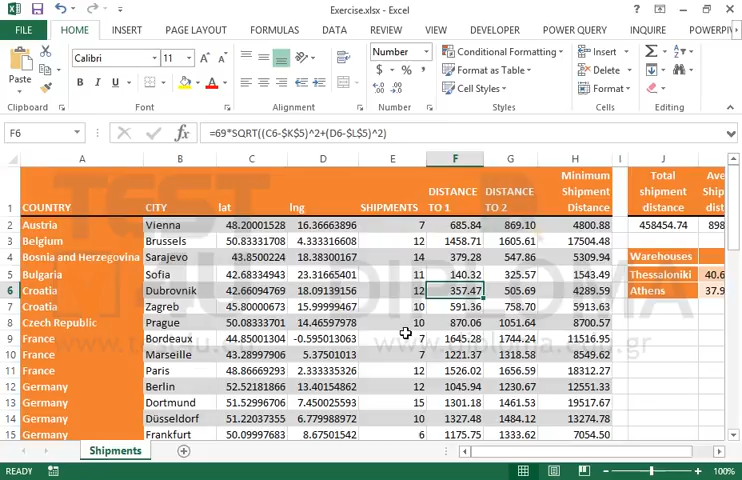 Exercise.xlsx - Excel
FILE HOME INSERT PAGE LAYOUT FORMULAS DATA REVIEW VIEW DEVELOPER POWER QUERY INQUIRE POWERPIV
Paste Calibri 11 Number Conditional Formatting Insert
B I U $ % , Format as Table Delete
Cell Styles Format
Clipboard Font Alignment Number Styles Cells Editing
F6 fx =69*SQRT((C6-$K$5)^2+(D6-$L$5)^2)
A B C D E F G H I J K
Minimum Total Ave
DISTANCE DISTANCE Shipment shipment Ship
1 COUNTRY CITY lat lng SHIPMENTS TO 1 TO 2 Distance distance dist
2 Austria Vienna 48.20001528 16.36663896 7 685.84 869.10 4800.88 458454.74 898
3 Belgium Brussels 50.83331708 4.333316608 12 1458.71 1605.61 17504.48
4 Bosnia and Herzegovina Sarajevo 43.8500224 18.38300167 14 379.28 547.86 5309.94 Warehouses
5 Bulgaria Sofia 42.68334943 23.31665401 11 140.32 325.57 1543.49 Thessaloniki 40.6
6 Croatia Dubrovnik 42.66094769 18.09139156 12 357.47 505.69 4289.59 Athens 37.9
7 Croatia Zagreb 45.80000673 15.99999467 10 591.36 758.70 5913.63
8 Czech Republic Prague 50.08333701 14.46597978 10 870.06 1051.64 8700.57
9 France Bordeaux 44.85001304 -0.595013063 7 1645.28 1744.24 11516.95
10 France Marseille 43.28997906 5.37501013 7 1221.37 1318.58 8549.62
11 France Paris 48.86669293 2.333335326 12 1526.02 1656.59 18312.27
12 Germany Berlin 52.52181866 13.40154862 12 1045.94 1230.67 12551.33
13 Germany Dortmund 51.52996706 7.450025593 15 1301.18 1461.53 19517.67
14 Germany Düsseldorf 51.22037355 6.779988972 10 1327.48 1484.12 13274.78
15 Germany Frankfurt 50.09997683 8.67501542 6 1175.75 1333.62 7054.50
Shipments
READY 100%